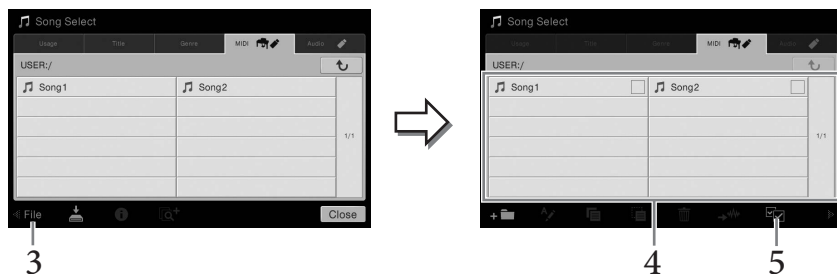 Song Select
Usage Title Genre MIDI Audio
USER:/
Song1 Song2
1/1
File Close
3
Song Select
Usage Title Genre MIDI Audio
USER:/
Song1 Song2
1/1
4 5